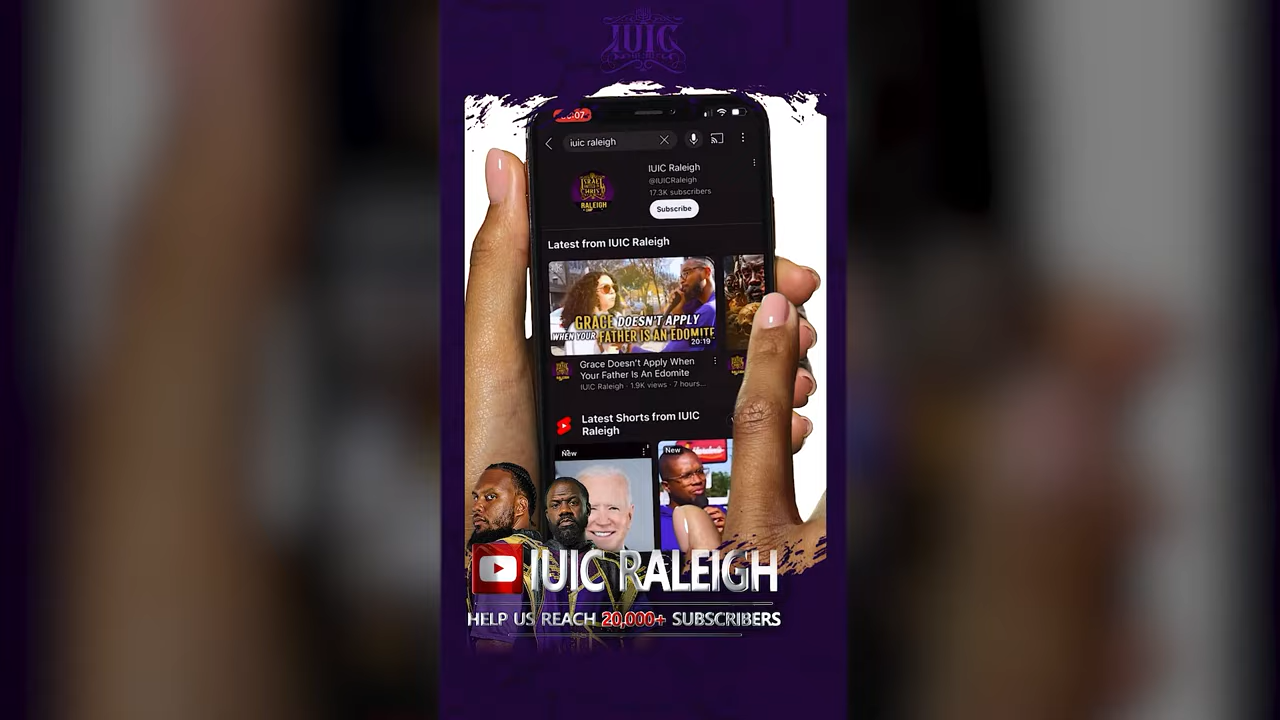 IUIC
iuic raleigh
IUIC Raleigh
@IUICRaleigh
17.3K subscribers
ISRAEL
RALEIGH
Subscribe
Latest from IUIC Raleigh
GRACE DOESN'T APPLY
WHEN YOUR FATHER IS AN EDOMITE
20:19
Grace Doesn't Apply When
Your Father Is An Edomite
IUIC Raleigh · 1.9K views · 7 hours...
Latest Shorts from IUIC
Raleigh
New
New
IUIC RALEIGH
HELP US REACH 20,000+ SUBSCRIBERS